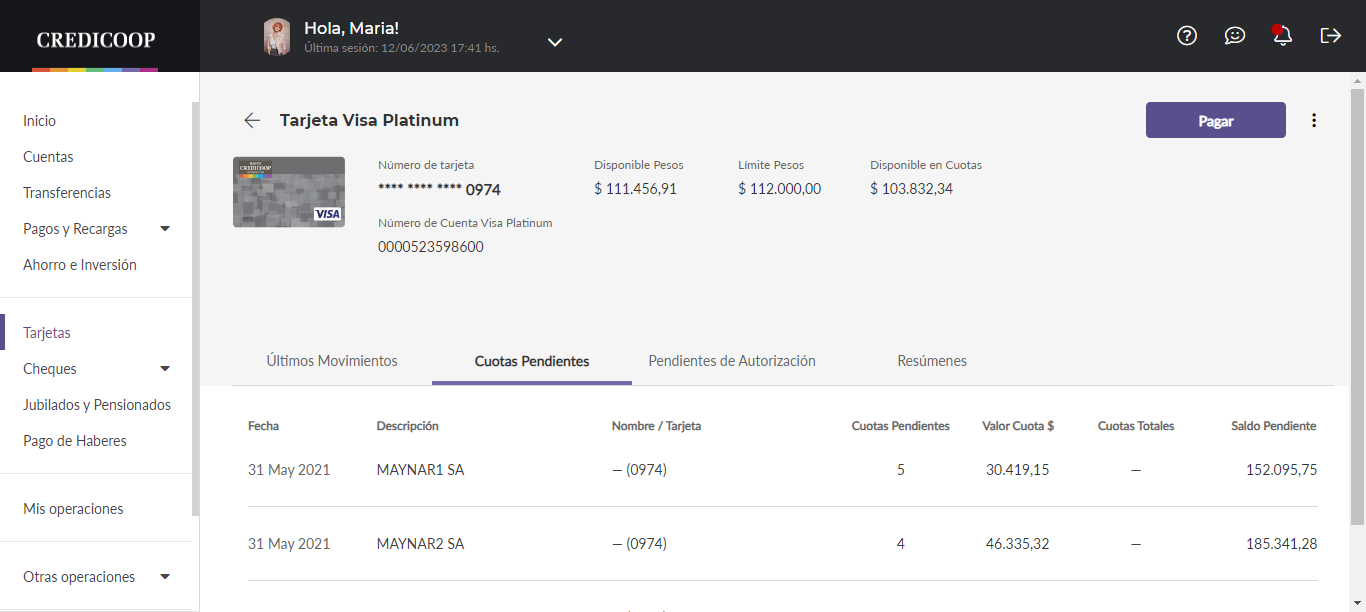 CREDICOOP
Hola, Maria!
Última sesión: 12/06/2023 17:41 hs.
Inicio
Cuentas
Transferencias
Pagos y Recargas
Ahorro e Inversión
Tarjetas
Cheques
Jubilados y Pensionados
Pago de Haberes
Mis operaciones
Otras operaciones
Tarjeta Visa Platinum
Pagar
BANCO
CREDICOOP
VISA
Número de tarjeta
**** **** **** 0974
Disponible Pesos
$ 111.456,91
Límite Pesos
$ 112.000,00
Disponible en Cuotas
$ 103.832,34
Número de Cuenta Visa Platinum
0000523598600
Últimos Movimientos Cuotas Pendientes Pendientes de Autorización Resúmenes
Fecha Descripción Nombre / Tarjeta Cuotas Pendientes Valor Cuota $ Cuotas Totales Saldo Pendiente
31 May 2021 MAYNAR1 SA — (0974) 5 30.419,15 — 152.095,75
31 May 2021 MAYNAR2 SA — (0974) 4 46.335,32 — 185.341,28